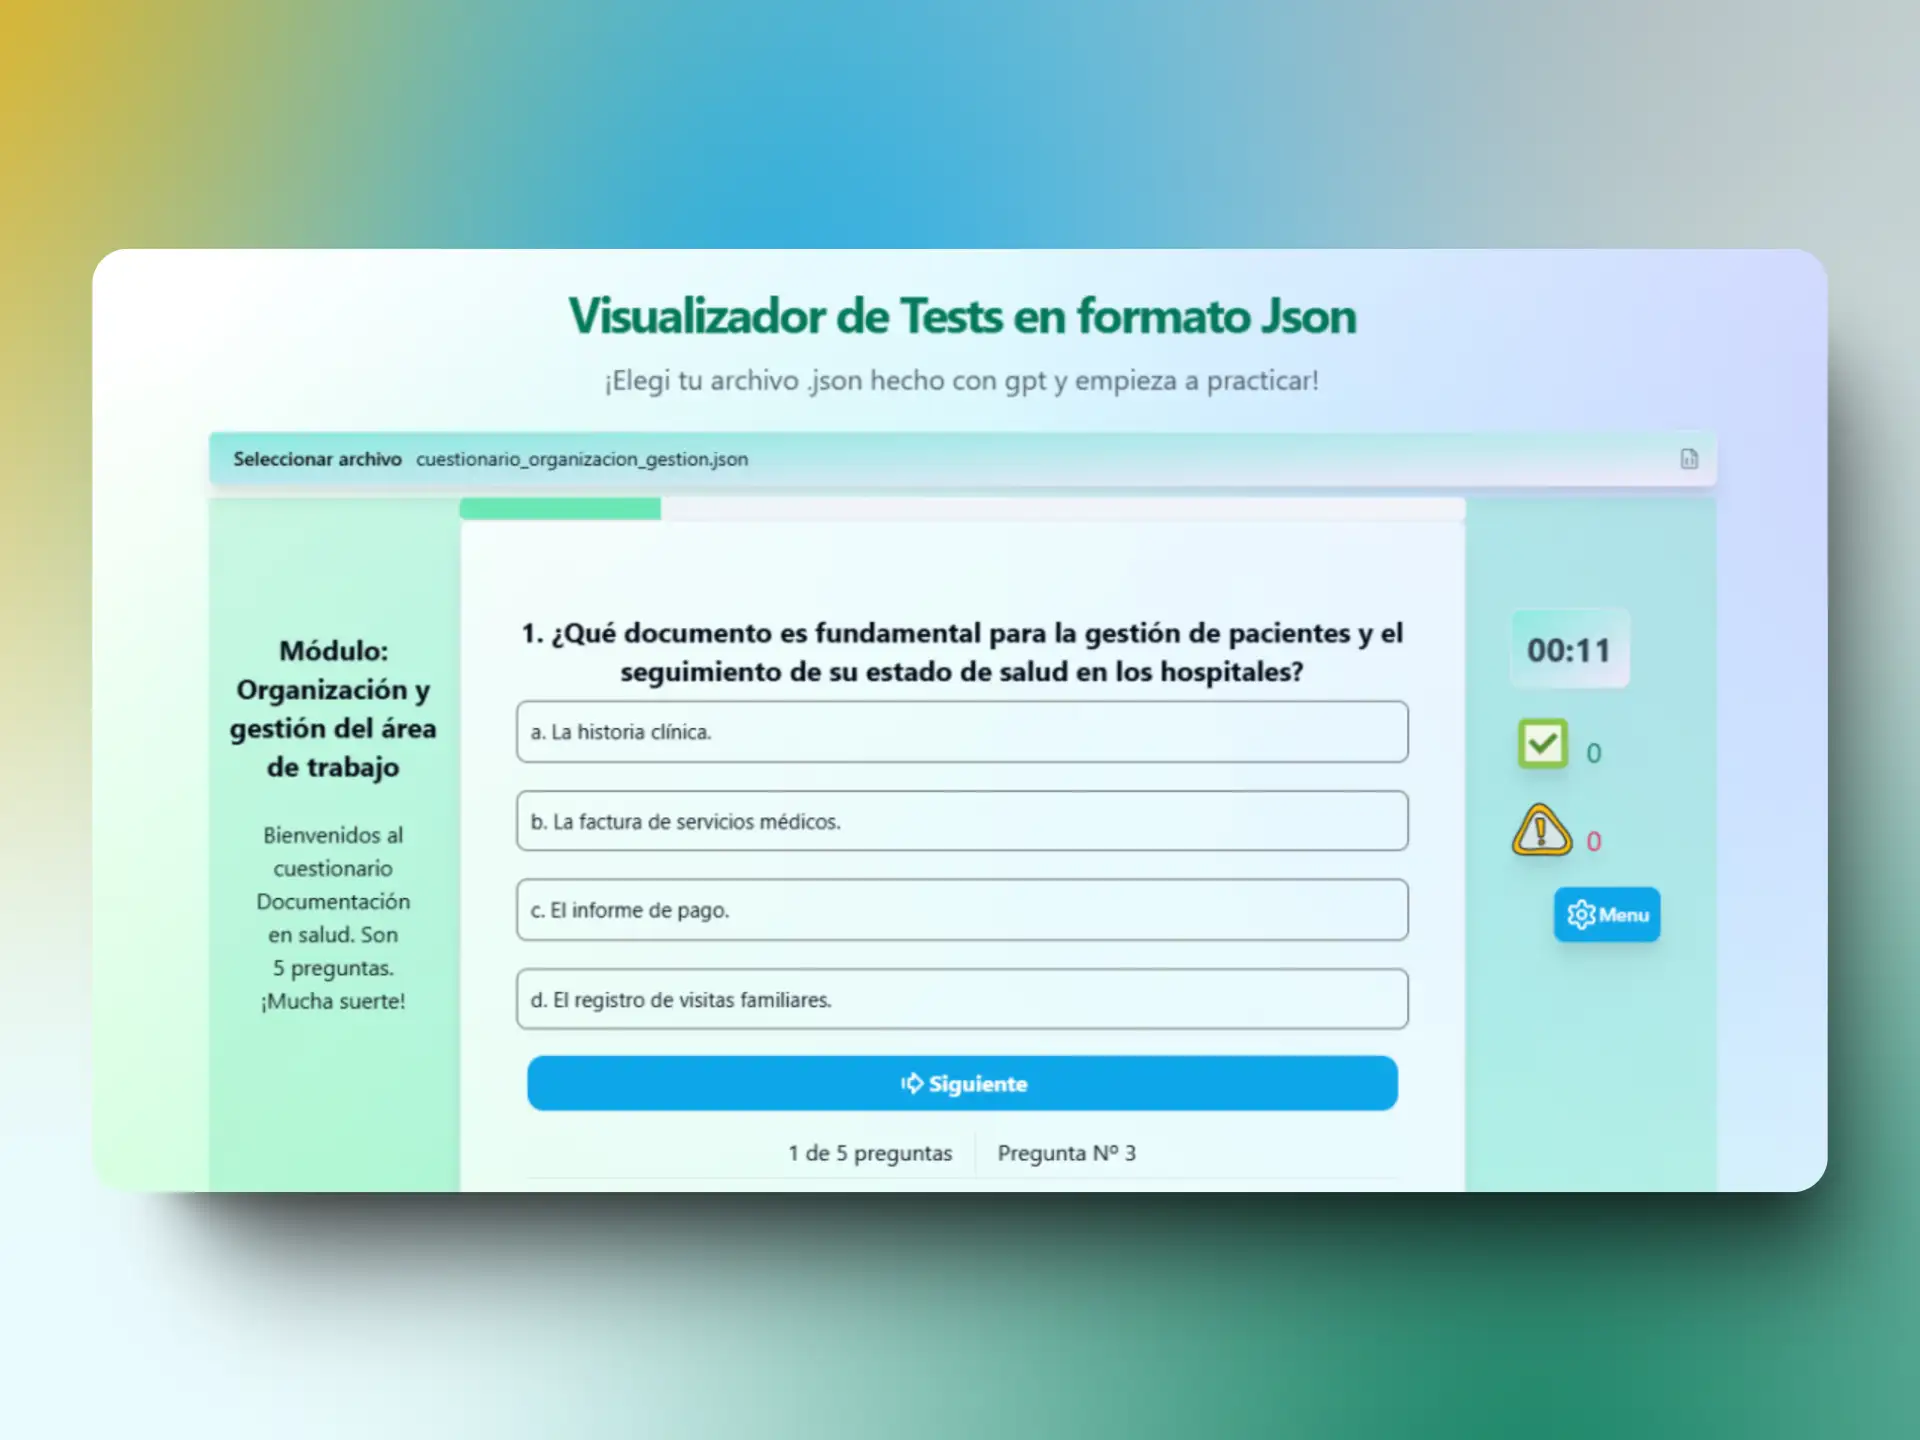 Visualizador de Tests en formato Json
¡Elegi tu archivo .json hecho con gpt y empieza a practicar!
Seleccionar archivo cuestionario_organizacion_gestion.json
Módulo:
Organización y
gestión del área
de trabajo
Bienvenidos al
cuestionario
Documentación
en salud. Son
5 preguntas.
¡Mucha suerte!
1. ¿Qué documento es fundamental para la gestión de pacientes y el
seguimiento de su estado de salud en los hospitales?
a. La historia clínica.
b. La factura de servicios médicos.
c. El informe de pago.
d. El registro de visitas familiares.
Siguiente
1 de 5 preguntas
Pregunta Nº 3
00:11
0
0
Menu